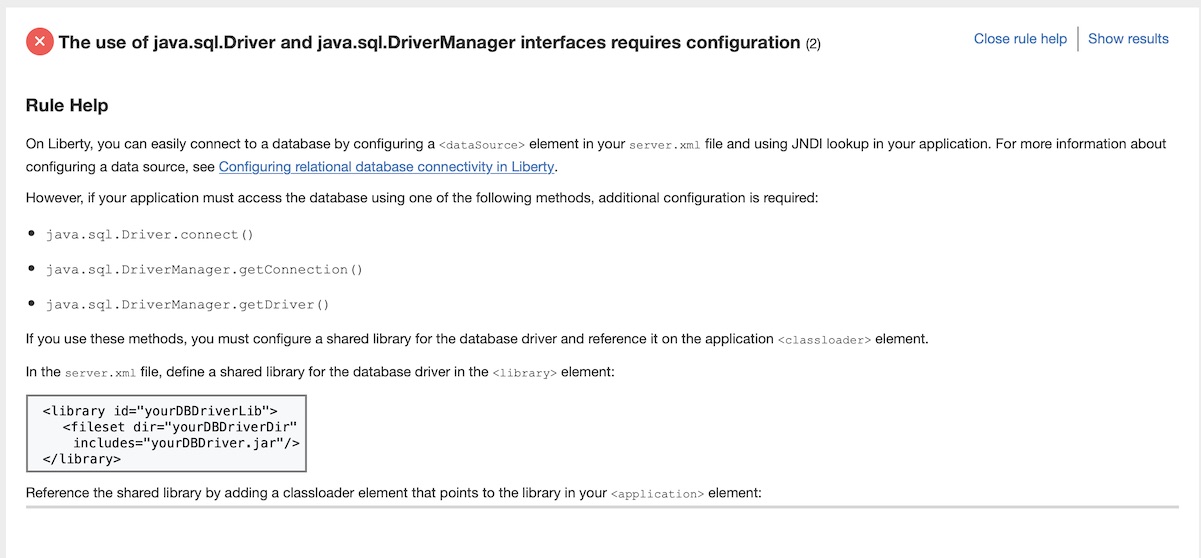 The use of java.sql.Driver and java.sql.DriverManager interfaces requires configuration (2)
Close rule help Show results
Rule Help
On Liberty, you can easily connect to a database by configuring a <dataSource> element in your server.xml file and using JNDI lookup in your application. For more information about
configuring a data source, see Configuring relational database connectivity in Liberty.
However, if your application must access the database using one of the following methods, additional configuration is required:
• java.sql.Driver.connect()
• java.sql.DriverManager.getConnection()
• java.sql.DriverManager.getDriver()
If you use these methods, you must configure a shared library for the database driver and reference it on the application <classloader> element.
In the server.xml file, define a shared library for the database driver in the <library> element:
<library id="yourDBDriverLib">
<fileset dir="yourDBDriverDir"
includes="yourDBDriver.jar"/>
</library>
Reference the shared library by adding a classloader element that points to the library in your <application> element: